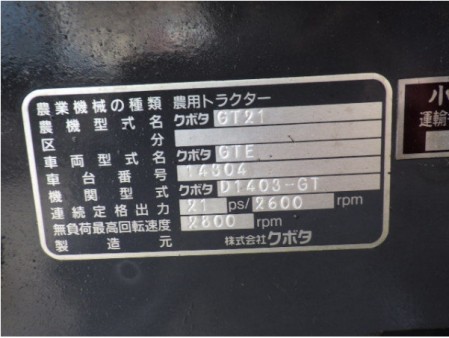 農業機械の種類 農用トラクター
農機型式名 クボタ GT21
区分
車両型式名 クボタ GTE
車台番号 14804
機関型式 クボタ D1403-GT
連続定格出力 21 ps/2600 rpm
無負荷最高回転速度 2800 rpm
製造元 株式会社クボタ
小
運輸